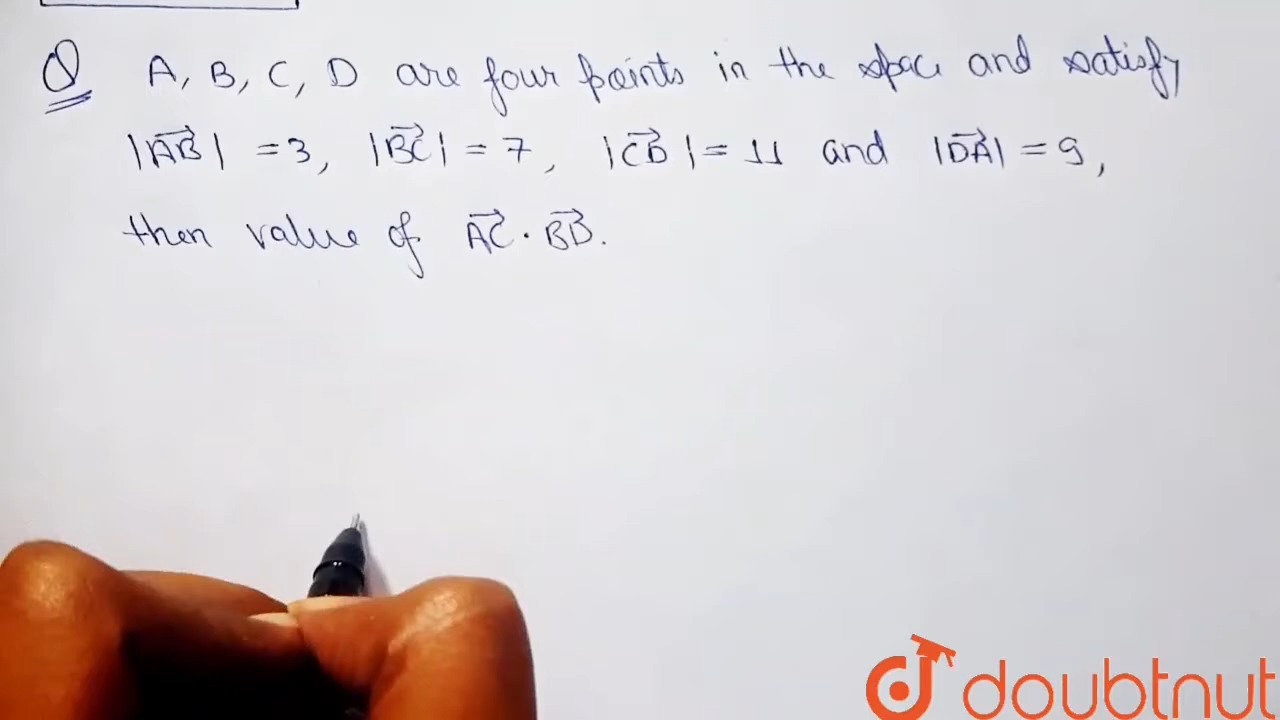 Q A, B, C, D are four points in the space and satisfy
|AB⃗| = 3, |BC⃗| = 7, |CD⃗| = 11 and |DA⃗| = 9,
then value of AC⃗ · BD⃗.
doubtnut